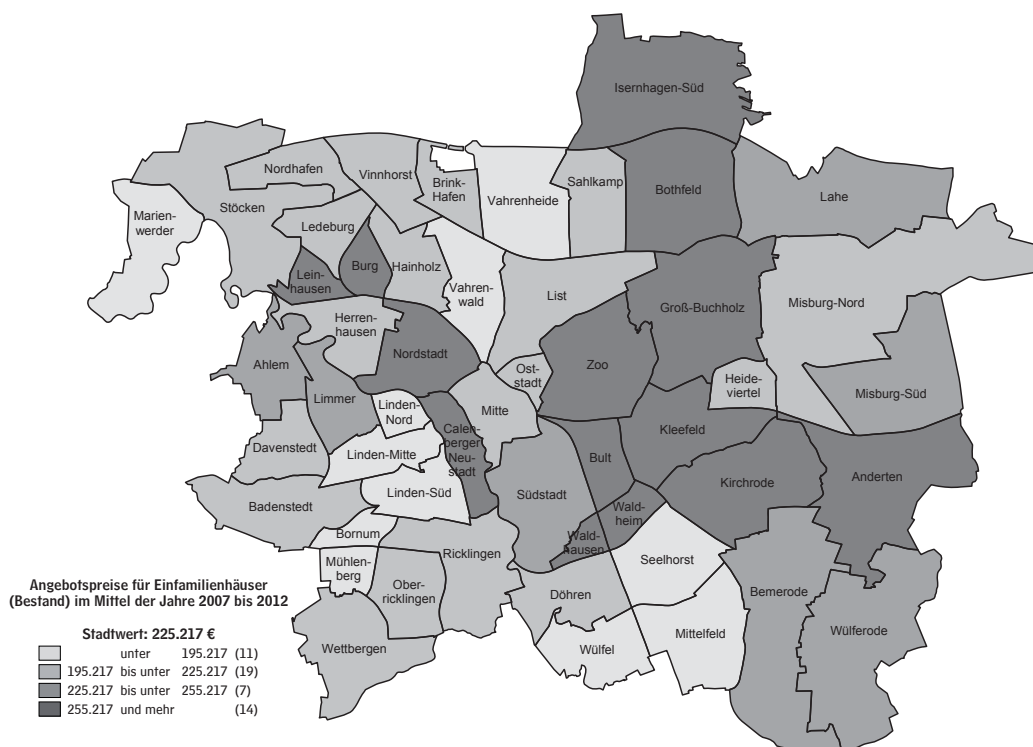 Isernhagen-Süd
Nordhafen
Vinnhorst
Brink-
Hafen
Vahrenheide
Sahlkamp
Bothfeld
Lahe
Marien-
werder
Stöcken
Ledeburg
Lein-
hausen
Burg
Hainholz
Vahren-
wald
List
Groß-Buchholz
Misburg-Nord
Herren-
hausen
Nordstadt
Ahlem
Limmer
Ost-
stadt
Zoo
Heide-
viertel
Misburg-Süd
Linden-
Nord
Mitte
Calen-
berger
Neu-
stadt
Davenstedt
Linden-Mitte
Bult
Kleefeld
Kirchrode
Anderten
Badenstedt
Linden-Süd
Südstadt
Wald-
heim
Wald-
hausen
Bornum
Ricklingen
Mühlen-
berg
Ober-
ricklingen
Seelhorst
Döhren
Bemerode
Wülferode
Wettbergen
Wülfel
Mittelfeld
Angebotspreise für Einfamilienhäuser
(Bestand) im Mittel der Jahre 2007 bis 2012
Stadtwert: 225.217 €
unter 195.217 (11)
195.217 bis unter 225.217 (19)
225.217 bis unter 255.217 (7)
255.217 und mehr (14)